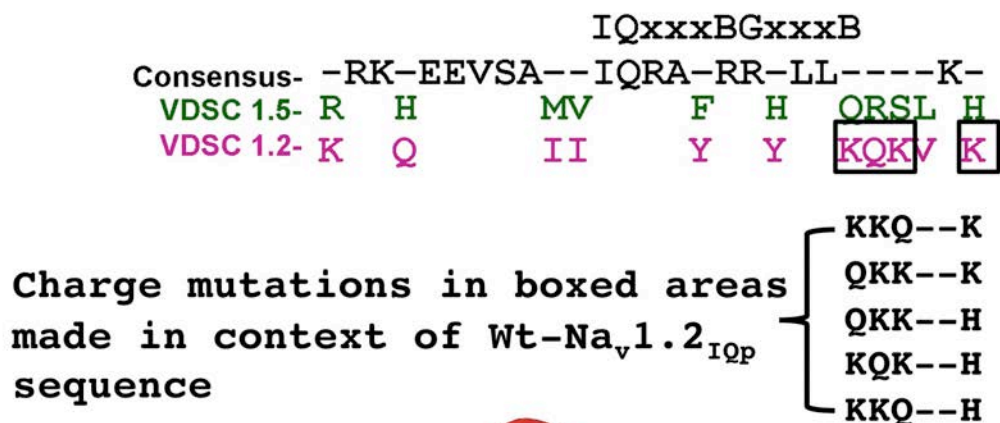 IQxxxBGxxxB
Consensus- -RK-EEVSA--IQRA-RR-LL----K-
VDSC 1.5- R H MV F H QRSL H
VDSC 1.2- K Q II Y Y KQKV K
KKQ--K
QKK--K
QKK--H
KQK--H
KKQ--H
Charge mutations in boxed areas
made in context of Wt-Nav1.2IQp
sequence